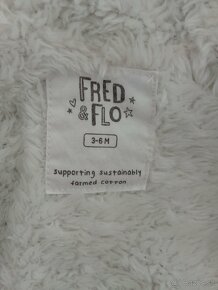 FRED
& FLO
3-6 M
supporting sustainably
farmed cotton